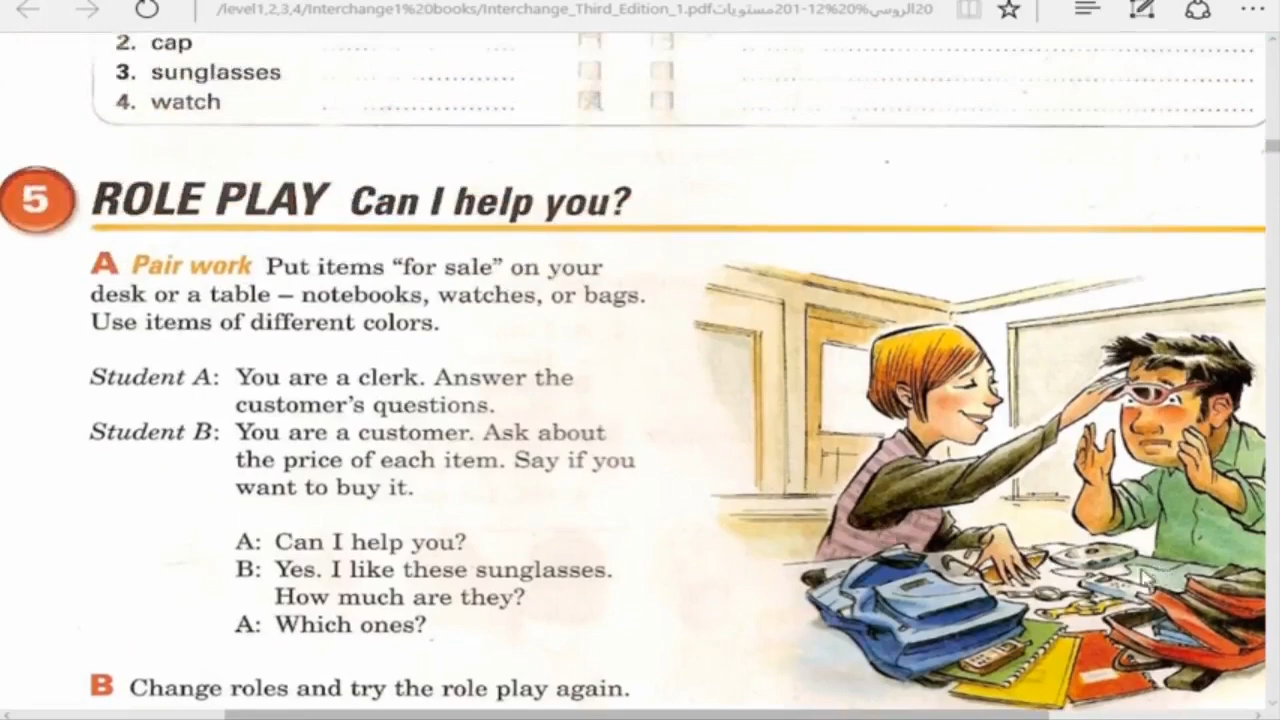 /level1,2,3,4/Interchange1%20books/Interchange_Third_Edition_1.pdfمستويات201-12%20%الروسي20
2. cap
3. sunglasses
4. watch
5 ROLE PLAY Can I help you?
A Pair work Put items “for sale” on your
desk or a table – notebooks, watches, or bags.
Use items of different colors.
Student A: You are a clerk. Answer the
customer’s questions.
Student B: You are a customer. Ask about
the price of each item. Say if you
want to buy it.
A: Can I help you?
B: Yes. I like these sunglasses.
How much are they?
A: Which ones?
B Change roles and try the role play again.